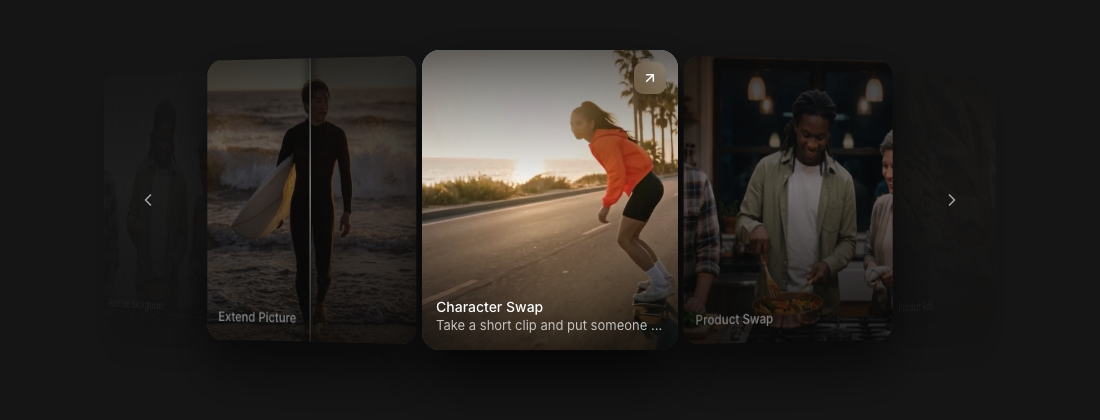 Extend Picture
Character Swap
Take a short clip and put someone ...
Product Swap